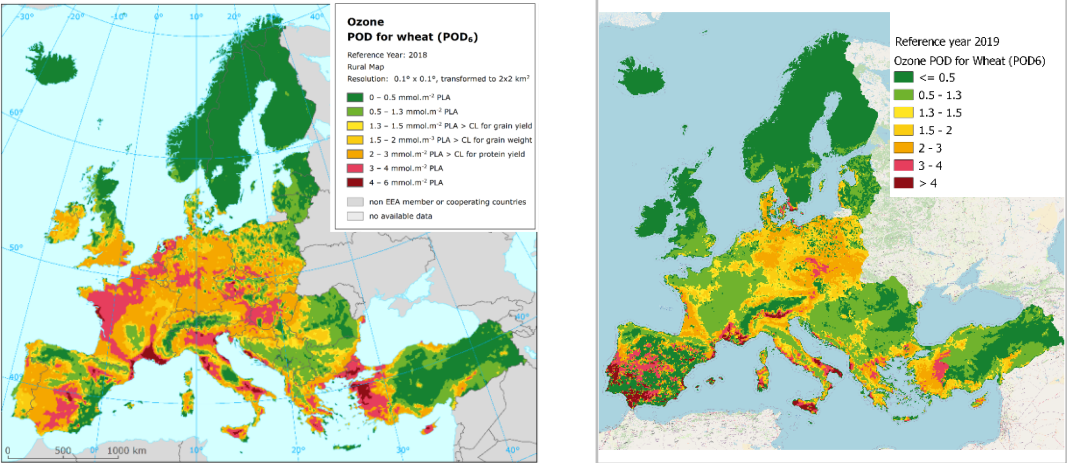 -30°
-20°
-10°
0°
10°
20°
30°
40°
60°
50°
40°
40°
0°
10°
20°
30°
0 500 1000 km
Ozone
POD for wheat (POD₆)
Reference Year: 2018
Rural Map
Resolution: 0.1° x 0.1°, transformed to 2x2 km²
0 – 0.5 mmol.m⁻² PLA
0.5 – 1.3 mmol.m⁻² PLA
1.3 – 1.5 mmol.m⁻² PLA > CL for grain yield
1.5 – 2 mmol.m⁻³ PLA > CL for grain weight
2 – 3 mmol.m⁻² PLA > CL for protein yield
3 – 4 mmol.m⁻² PLA
4 – 6 mmol.m⁻² PLA
non EEA member or cooperating countries
no available data
Reference year 2019
Ozone POD for Wheat (POD6)
<= 0.5
0.5 - 1.3
1.3 - 1.5
1.5 - 2
2 - 3
3 - 4
> 4